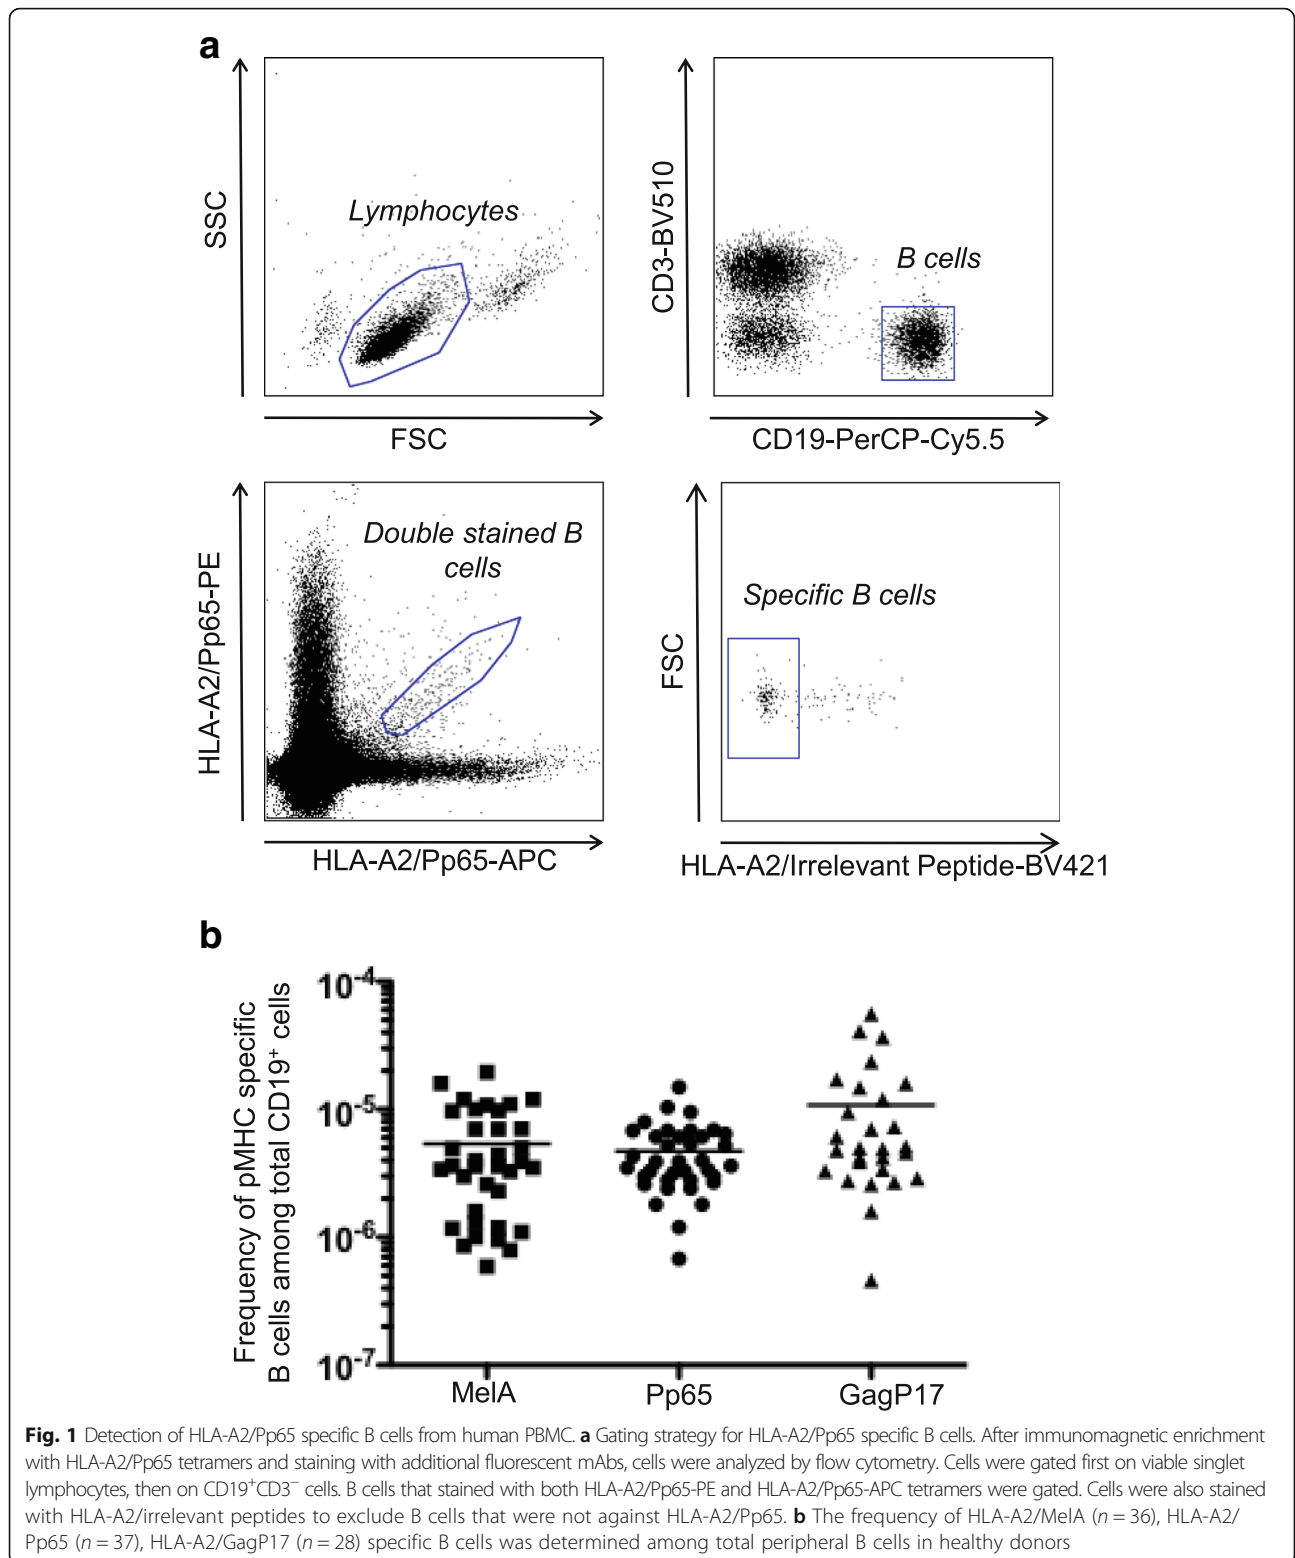 a
SSC
Lymphocytes
FSC
CD3-BV510
B cells
CD19-PerCP-Cy5.5
HLA-A2/Pp65-PE
Double stained B
cells
HLA-A2/Pp65-APC
FSC
Specific B cells
HLA-A2/Irrelevant Peptide-BV421
b
Frequency of pMHC specific
B cells among total CD19⁺ cells
10⁻⁴
10⁻⁵
10⁻⁶
10⁻⁷
MelA
Pp65
GagP17
Fig. 1 Detection of HLA-A2/Pp65 specific B cells from human PBMC. a Gating strategy for HLA-A2/Pp65 specific B cells. After immunomagnetic enrichment
with HLA-A2/Pp65 tetramers and staining with additional fluorescent mAbs, cells were analyzed by flow cytometry. Cells were gated first on viable singlet
lymphocytes, then on CD19⁺CD3⁻ cells. B cells that stained with both HLA-A2/Pp65-PE and HLA-A2/Pp65-APC tetramers were gated. Cells were also stained
with HLA-A2/irrelevant peptides to exclude B cells that were not against HLA-A2/Pp65. b The frequency of HLA-A2/MelA (n = 36), HLA-A2/
Pp65 (n = 37), HLA-A2/GagP17 (n = 28) specific B cells was determined among total peripheral B cells in healthy donors